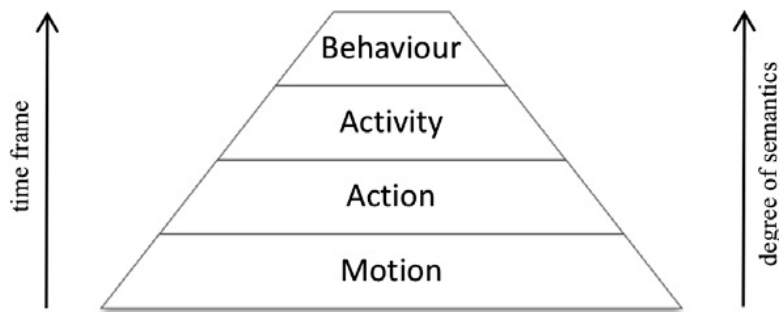 Behaviour
Activity
Action
Motion
time frame
degree of semantics